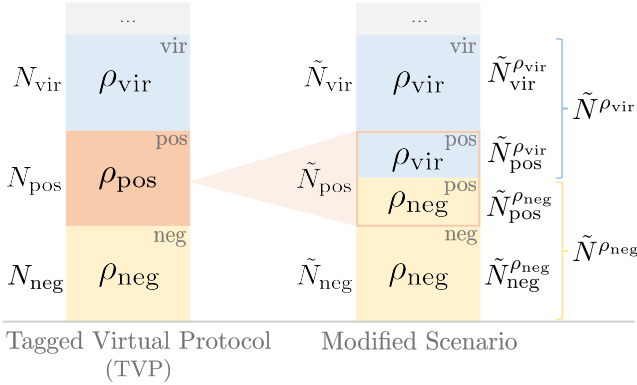 ... ...
vir vir
N_vir ρ_vir Ñ_vir ρ_vir Ñ_vir^ρ_vir
Ñ^ρ_vir
pos pos
ρ_vir Ñ_pos^ρ_vir
N_pos ρ_pos Ñ_pos
pos
ρ_neg Ñ_pos^ρ_neg
neg neg
Ñ^ρ_neg
N_neg ρ_neg Ñ_neg ρ_neg Ñ_neg^ρ_neg
Tagged Virtual Protocol Modified Scenario
(TVP)